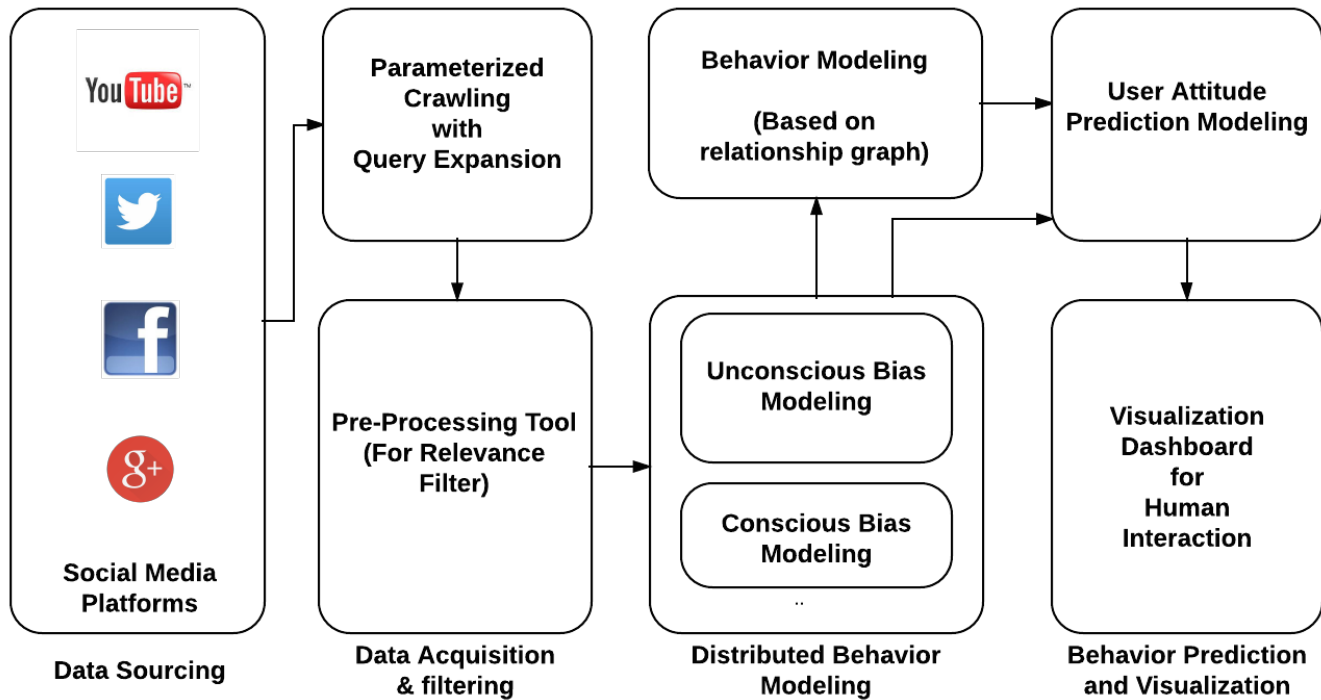 YouTube™
f
g+
Social Media
Platforms
Data Sourcing
Parameterized
Crawling
with
Query Expansion
Pre-Processing Tool
(For Relevance
Filter)
Data Acquisition
& filtering
Behavior Modeling
(Based on
relationship graph)
Unconscious Bias
Modeling
Conscious Bias
Modeling
..
Distributed Behavior
Modeling
User Attitude
Prediction Modeling
Visualization
Dashboard
for
Human
Interaction
Behavior Prediction
and Visualization